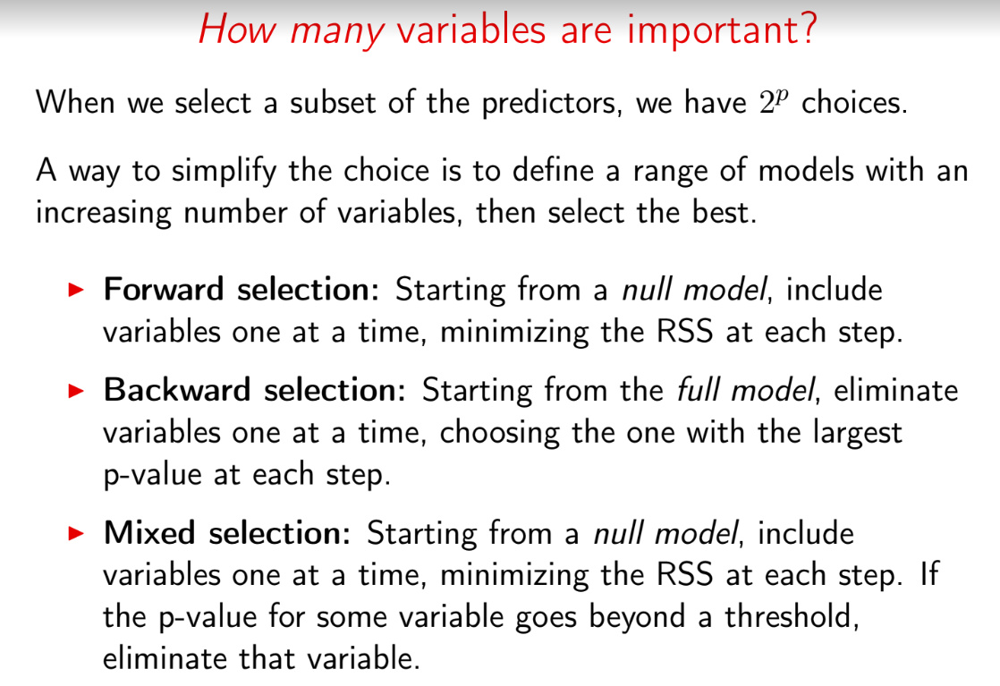 How many variables are important?
When we select a subset of the predictors, we have 2^p choices.
A way to simplify the choice is to define a range of models with an
increasing number of variables, then select the best.
▶ Forward selection: Starting from a null model, include
variables one at a time, minimizing the RSS at each step.
▶ Backward selection: Starting from the full model, eliminate
variables one at a time, choosing the one with the largest
p-value at each step.
▶ Mixed selection: Starting from a null model, include
variables one at a time, minimizing the RSS at each step. If
the p-value for some variable goes beyond a threshold,
eliminate that variable.